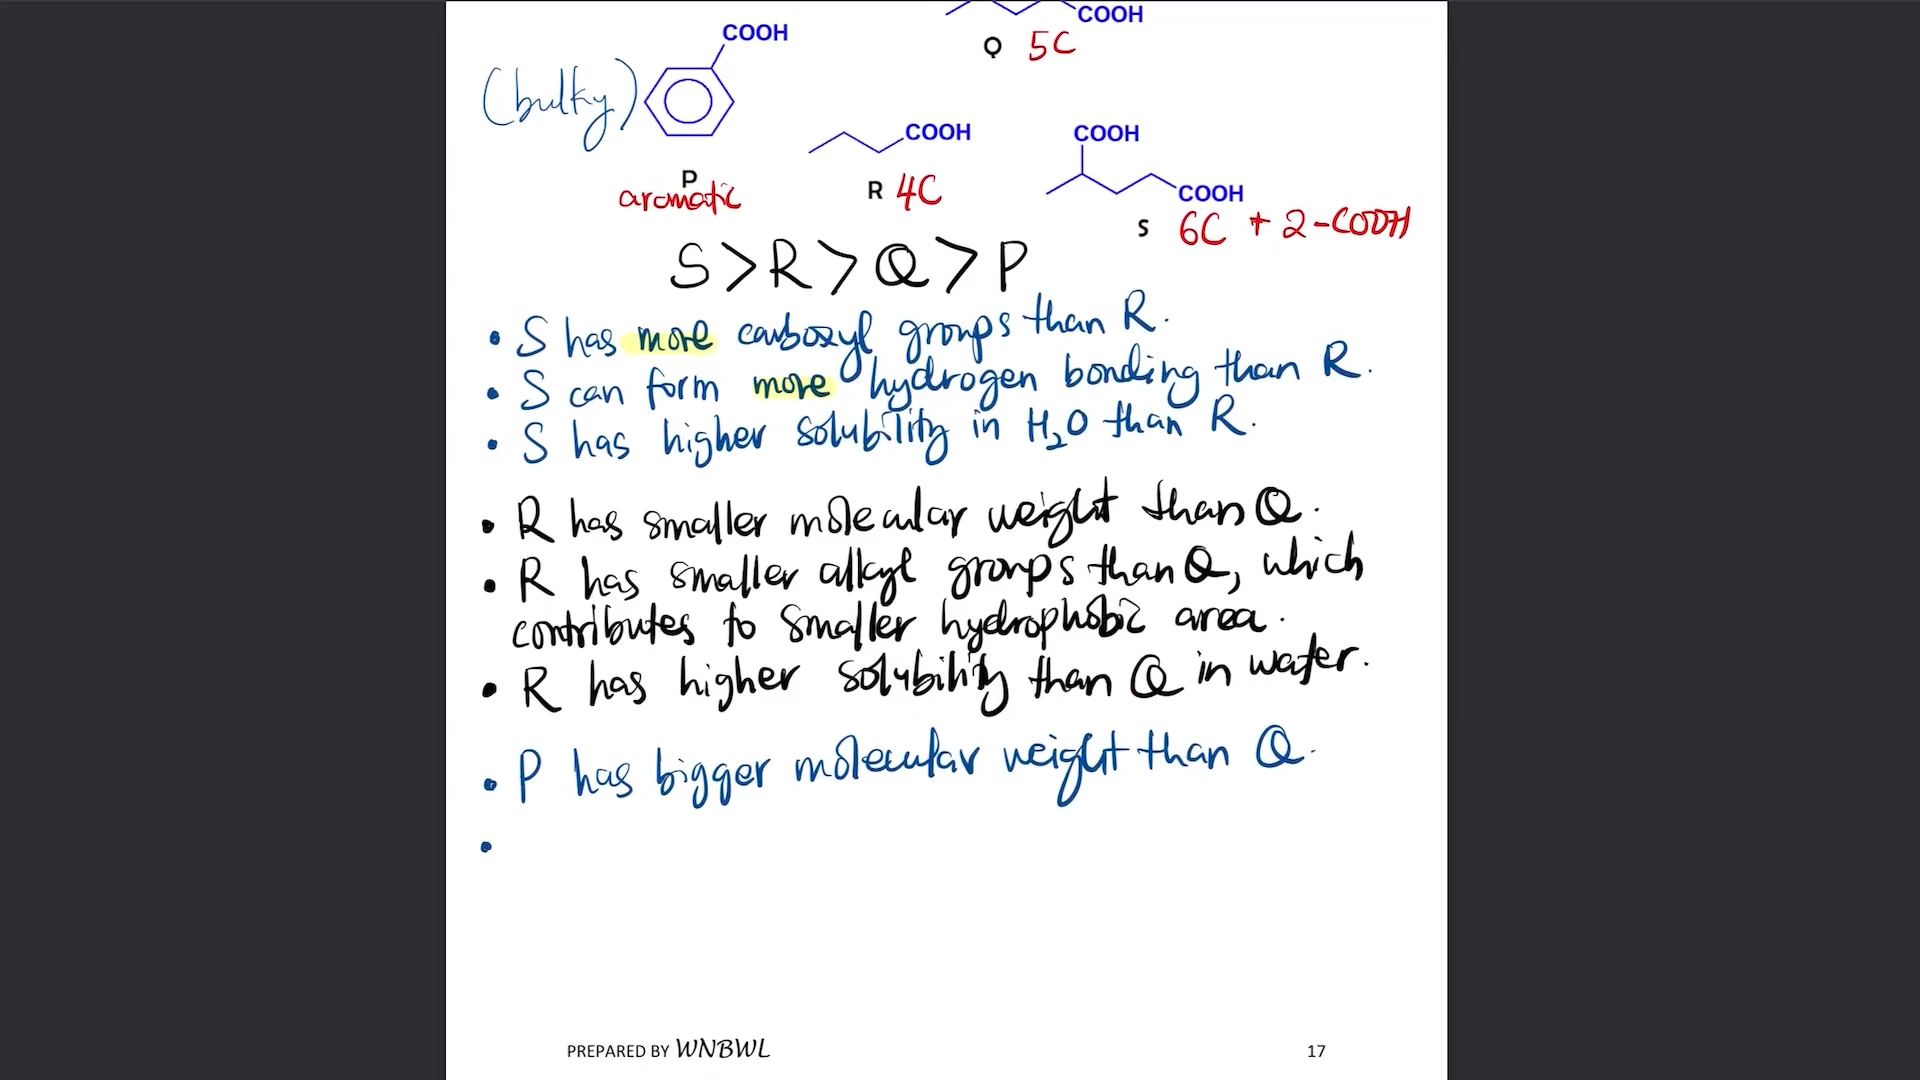 COOH
COOH
Q 5C
(bulky)
COOH
COOH
P
aromatic
R 4C
COOH
S 6C + 2-COOH
S > R > Q > P
• S has more carboxyl groups than R.
• S can form more hydrogen bonding than R.
• S has higher solubility in H₂O than R.
• R has smaller molecular weight than Q.
• R has smaller alkyl groups than Q, which
contributes to smaller hydrophobic area.
• R has higher solubility than Q in water.
• P has bigger molecular weight than Q.
•
PREPARED BY WNBWL
17